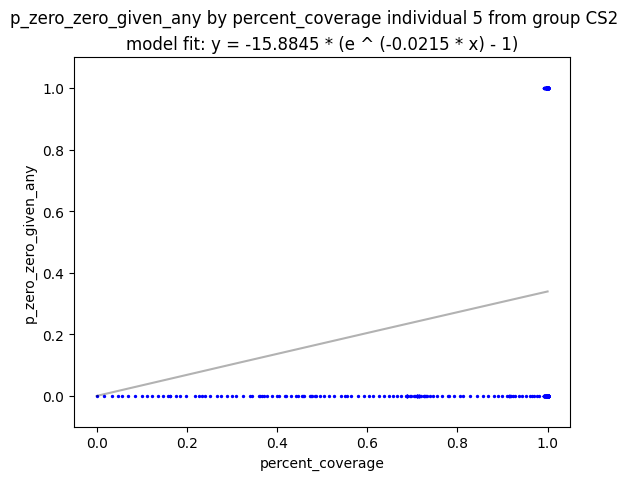 p_zero_zero_given_any by percent_coverage individual 5 from group CS2
model fit: y = -15.8845 * (e ^ (-0.0215 * x) - 1)
1.0
0.8
0.6
0.4
0.2
0.0
p_zero_zero_given_any
0.0 0.2 0.4 0.6 0.8 1.0
percent_coverage